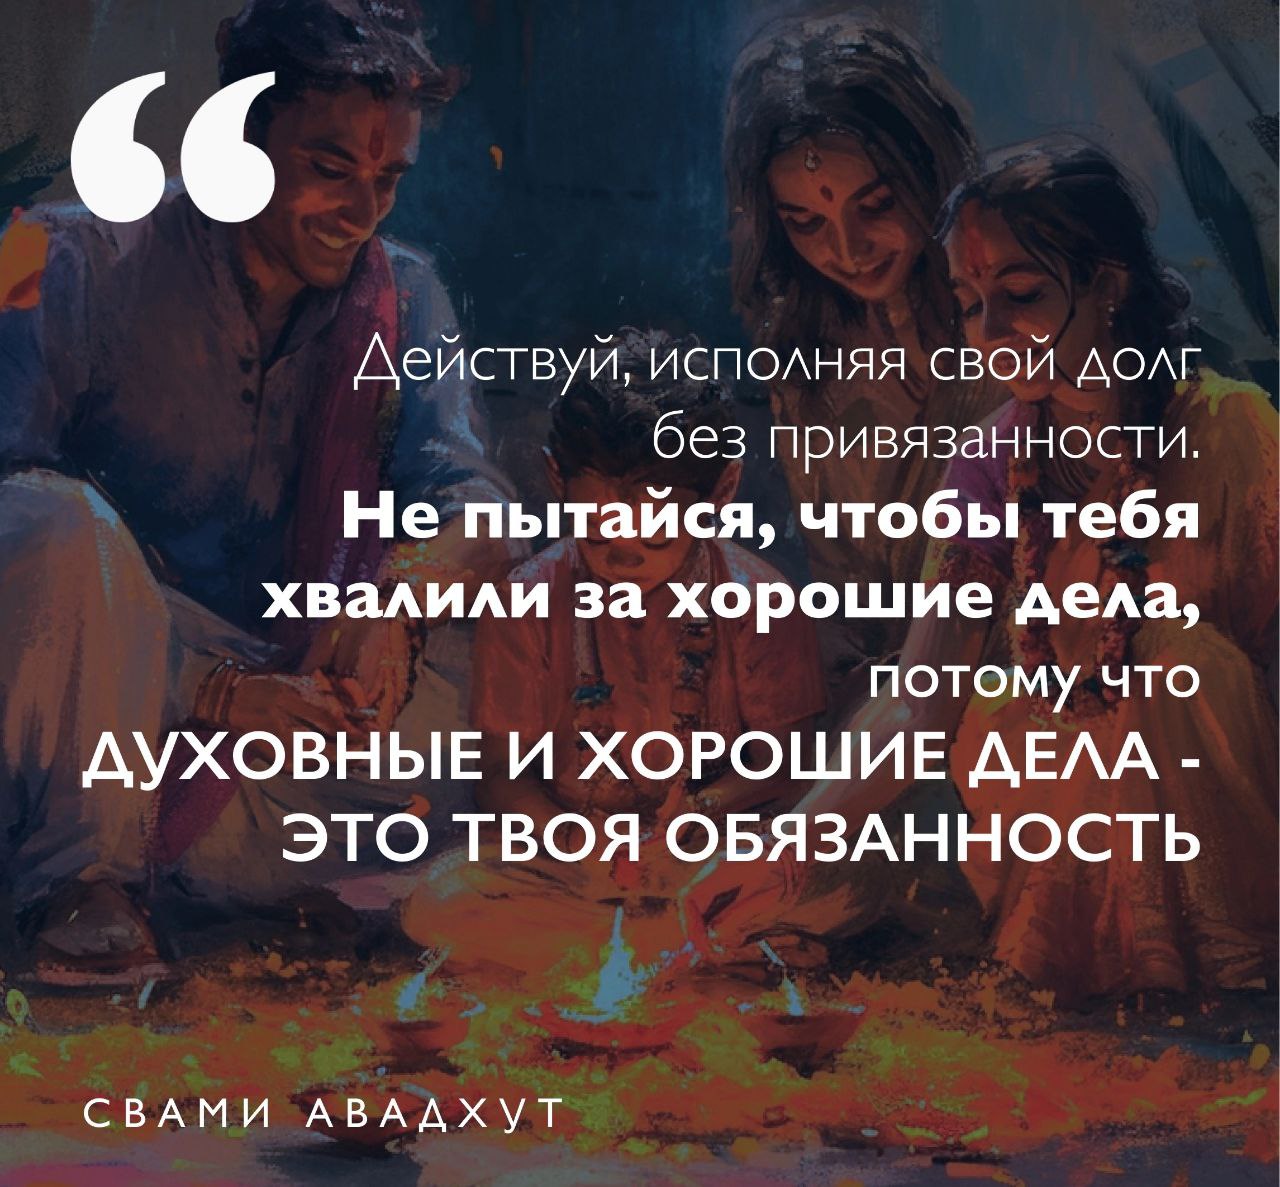 “
Действуй, исполняя свой долг
без привязанности.
Не пытайся, чтобы тебя
хвалили за хорошие дела,
потому что
ДУХОВНЫЕ И ХОРОШИЕ ДЕЛА -
ЭТО ТВОЯ ОБЯЗАННОСТЬ
СВАМИ АВАДХУТ